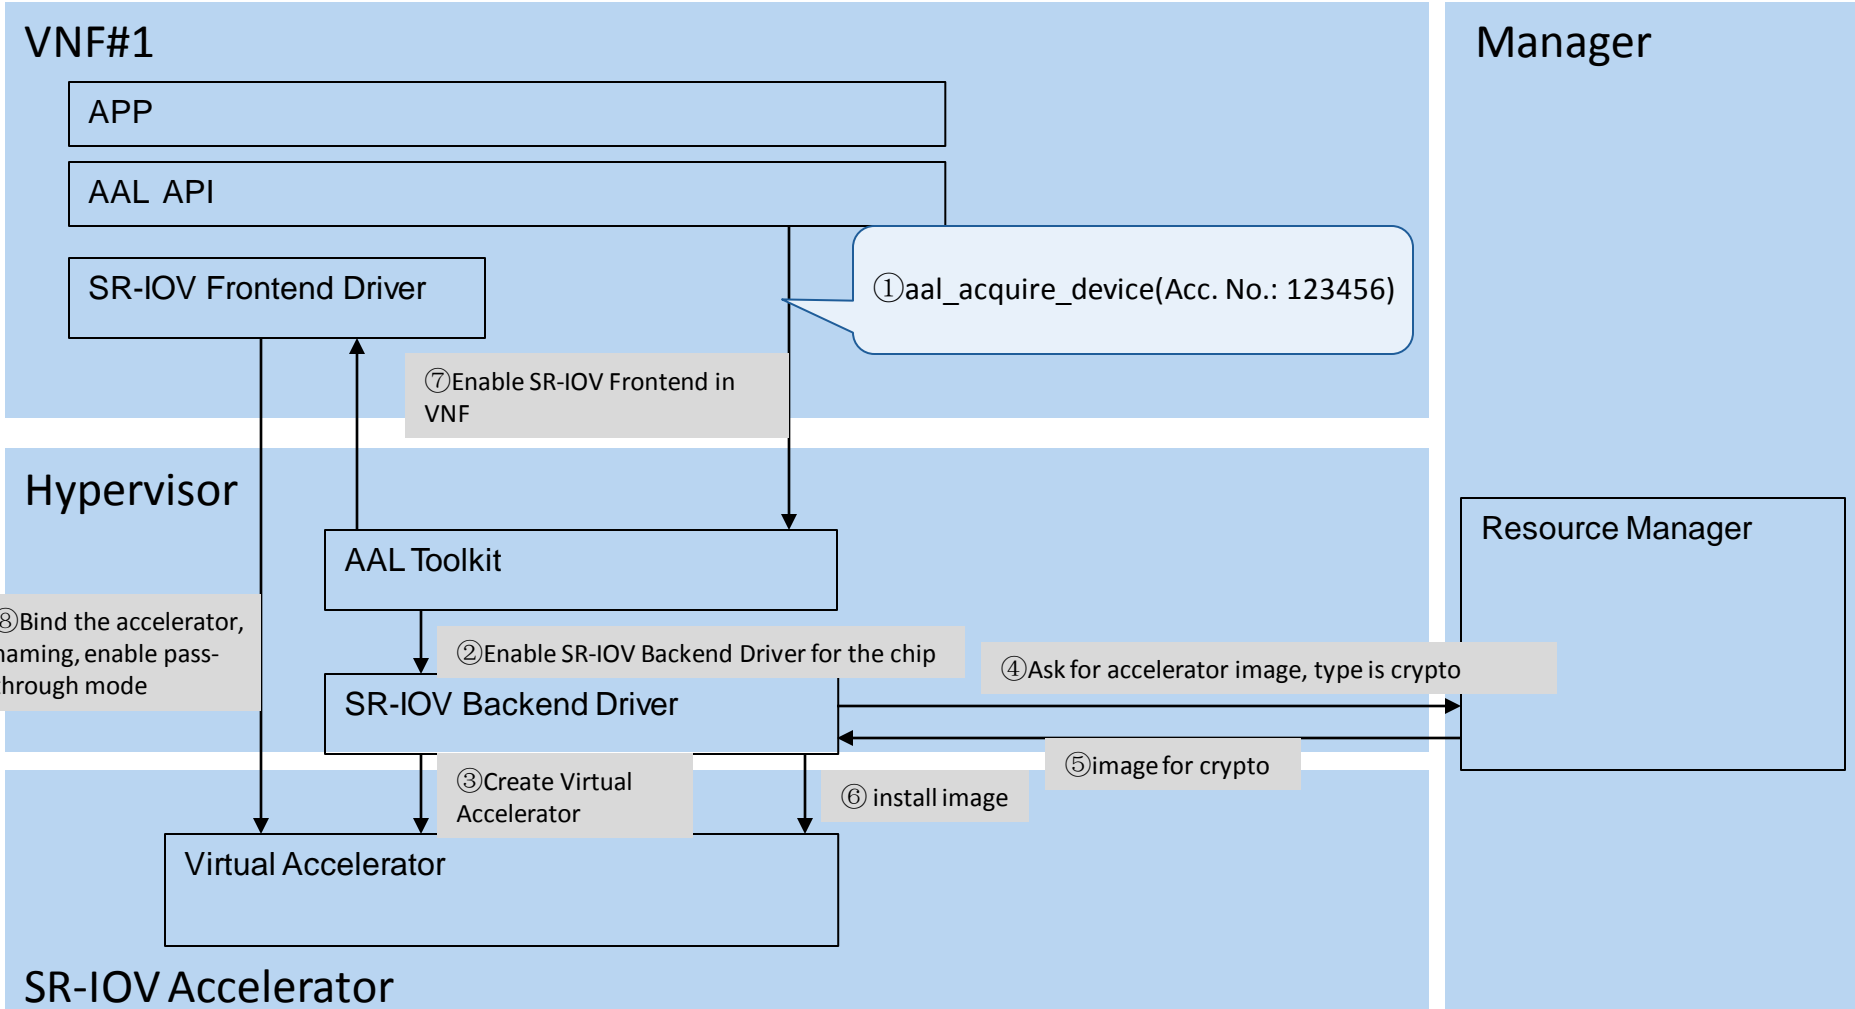 VNF#1
Manager
APP
AAL API
SR-IOV Frontend Driver
①aal_acquire_device(Acc. No.: 123456)
⑦Enable SR-IOV Frontend in
VNF
Hypervisor
Resource Manager
AAL Toolkit
⑧Bind the accelerator,
naming, enable pass-
through mode
②Enable SR-IOV Backend Driver for the chip
④Ask for accelerator image, type is crypto
SR-IOV Backend Driver
⑤image for crypto
③Create Virtual
Accelerator
⑥ install image
Virtual Accelerator
SR-IOV Accelerator